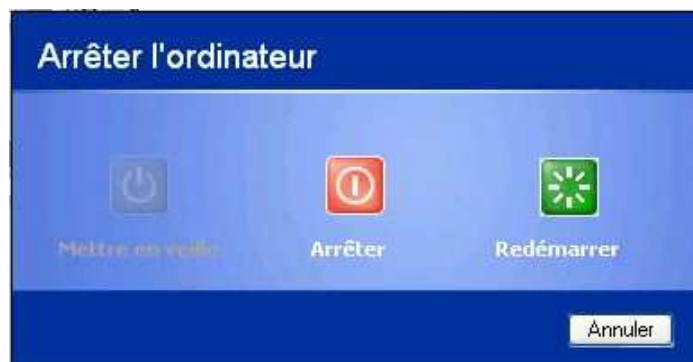 Arrêter l'ordinateur
Mettre en veille
Arrêter
Redémarrer
Annuler